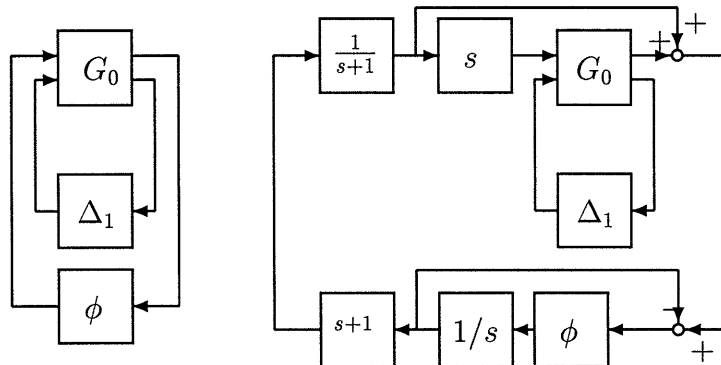 G₀
Δ₁
ϕ
1/(s+1)
s
G₀
+
+
Δ₁
s+1
1/s
ϕ
−
+